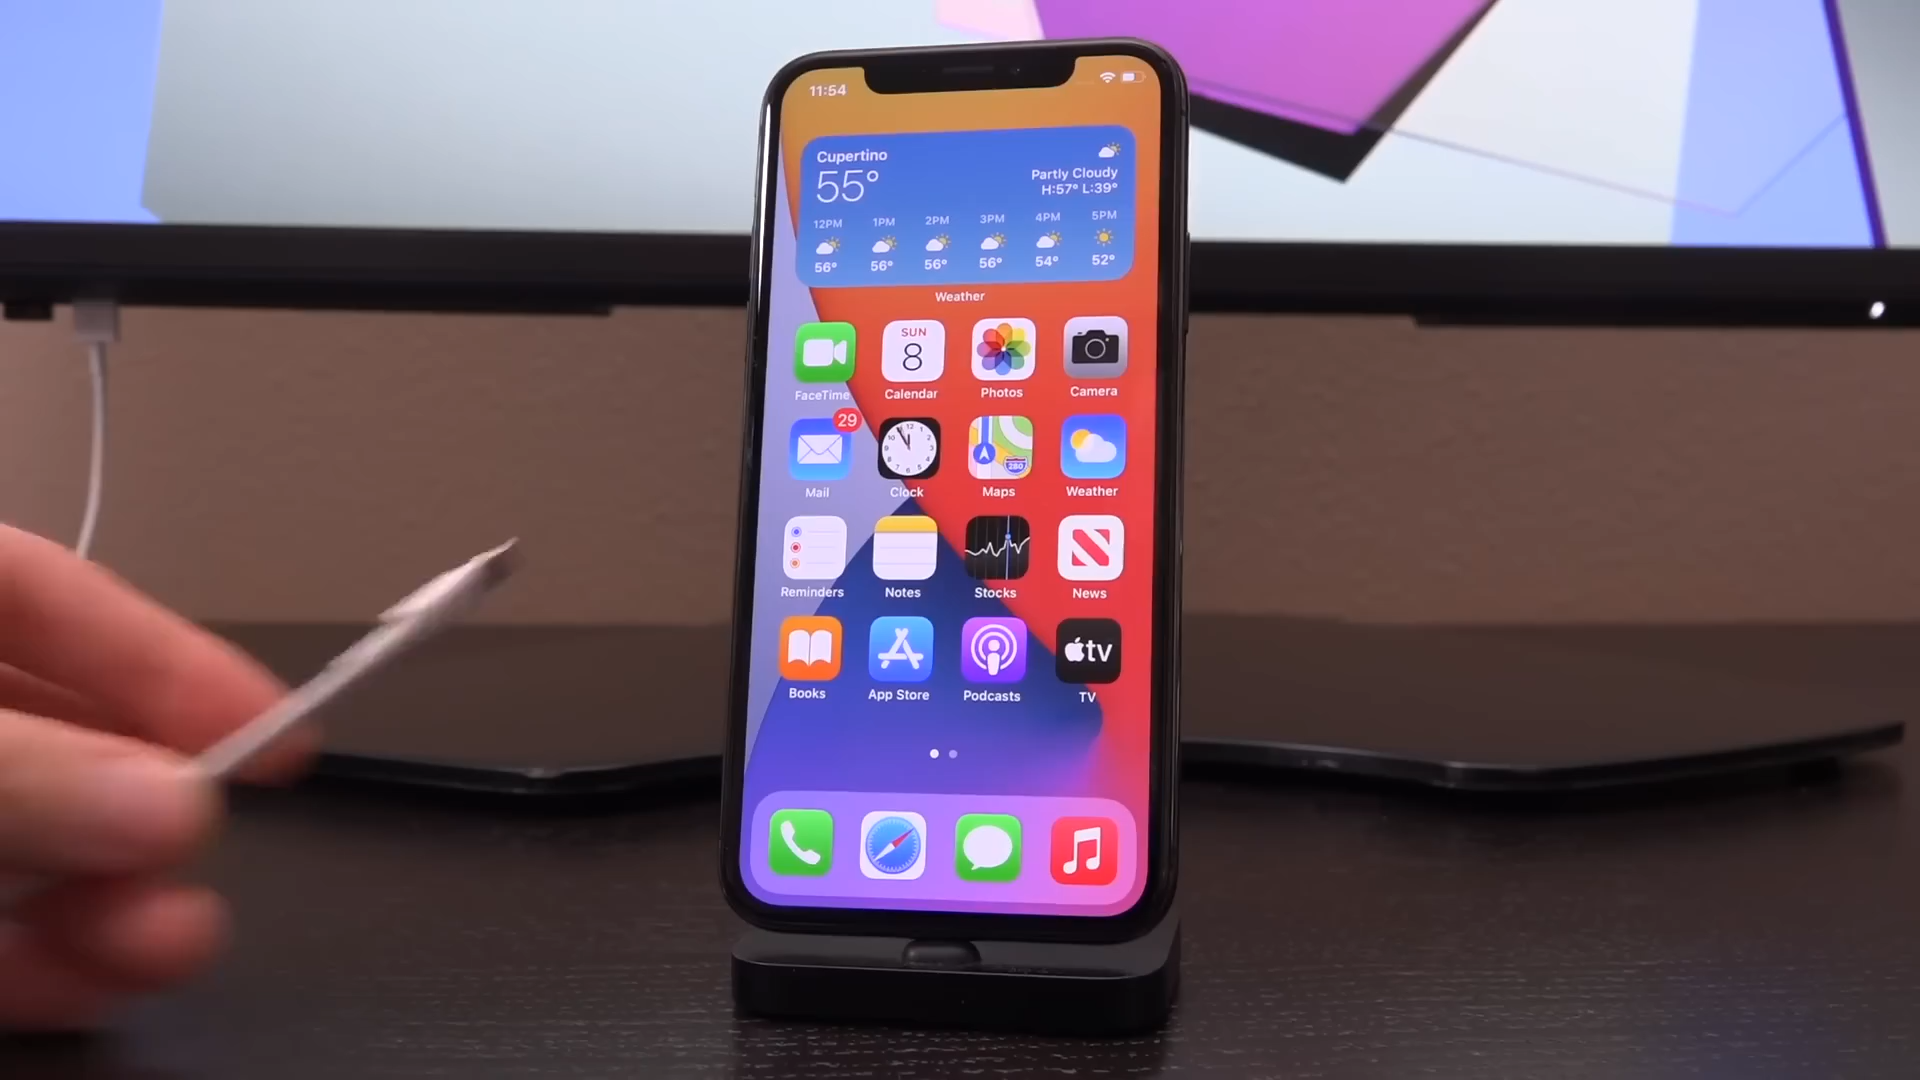 11:54
Cupertino
55°
Partly Cloudy
H:57° L:39°
12PM 1PM 2PM 3PM 4PM 5PM
56° 56° 56° 56° 54° 52°
Weather
SUN
8
FaceTime Calendar Photos Camera
29
280
Mail Clock Maps Weather
Reminders Notes Stocks News
tv
Books App Store Podcasts TV